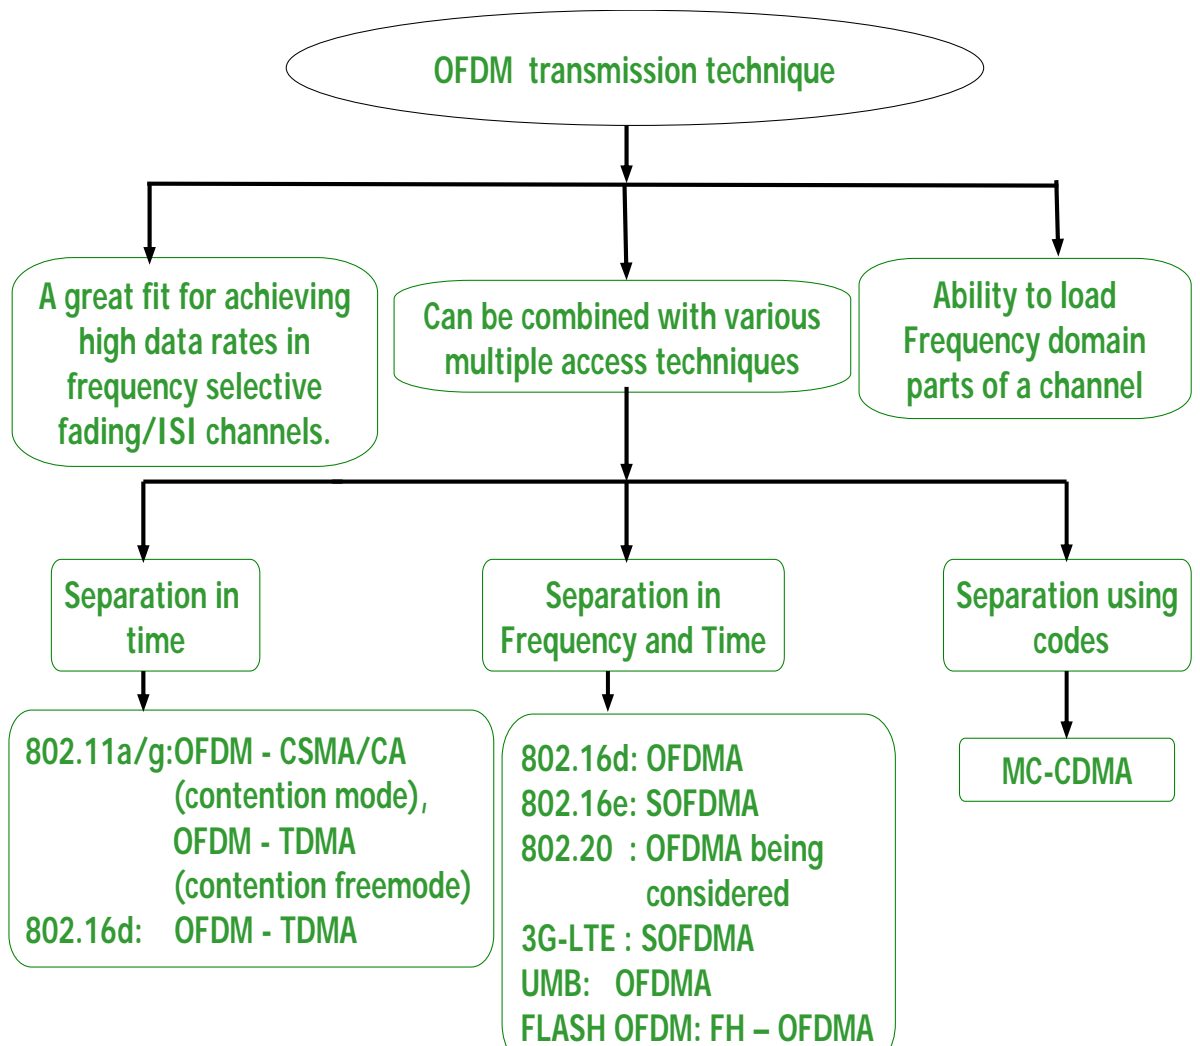 OFDM transmission technique
A great fit for achieving
high data rates in
frequency selective
fading/ISI channels.
Can be combined with various
multiple access techniques
Ability to load
Frequency domain
parts of a channel
Separation in
time
Separation in
Frequency and Time
Separation using
codes
802.11a/g:OFDM - CSMA/CA
(contention mode),
OFDM - TDMA
(contention freemode)
802.16d: OFDM - TDMA
802.16d: OFDMA
802.16e: SOFDMA
802.20 : OFDMA being
considered
3G-LTE : SOFDMA
UMB: OFDMA
FLASH OFDM: FH – OFDMA
MC-CDMA